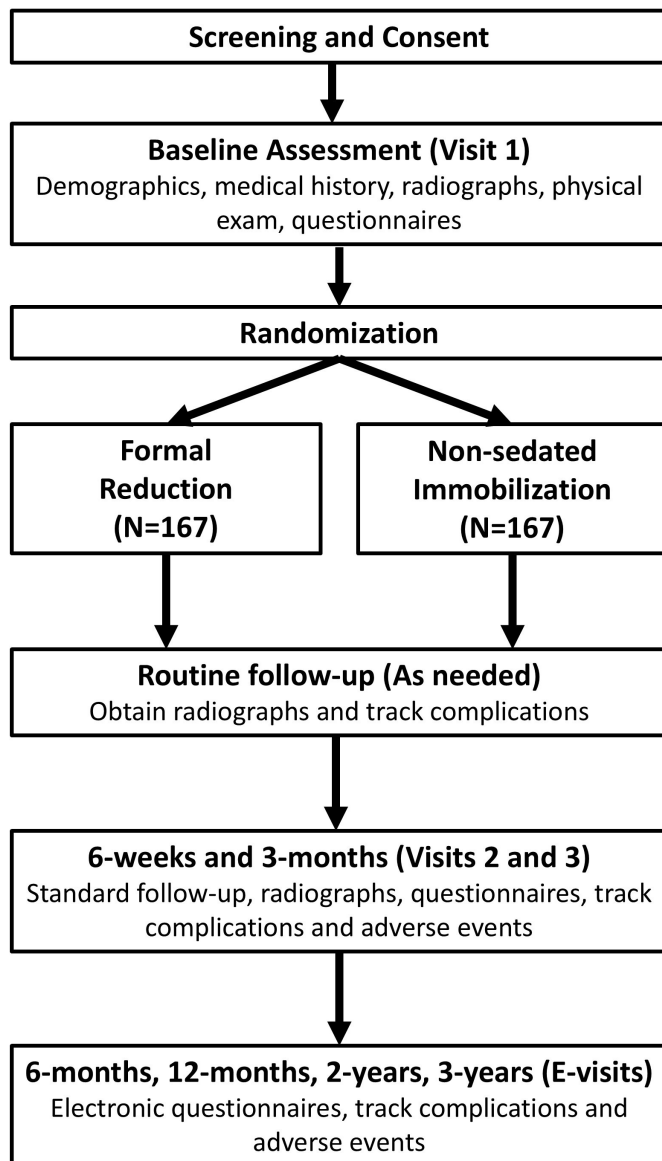 Screening and Consent
Baseline Assessment (Visit 1)
Demographics, medical history, radiographs, physical
exam, questionnaires
Randomization
Formal
Reduction
(N=167)
Non-sedated
Immobilization
(N=167)
Routine follow-up (As needed)
Obtain radiographs and track complications
6-weeks and 3-months (Visits 2 and 3)
Standard follow-up, radiographs, questionnaires, track
complications and adverse events
6-months, 12-months, 2-years, 3-years (E-visits)
Electronic questionnaires, track complications and
adverse events